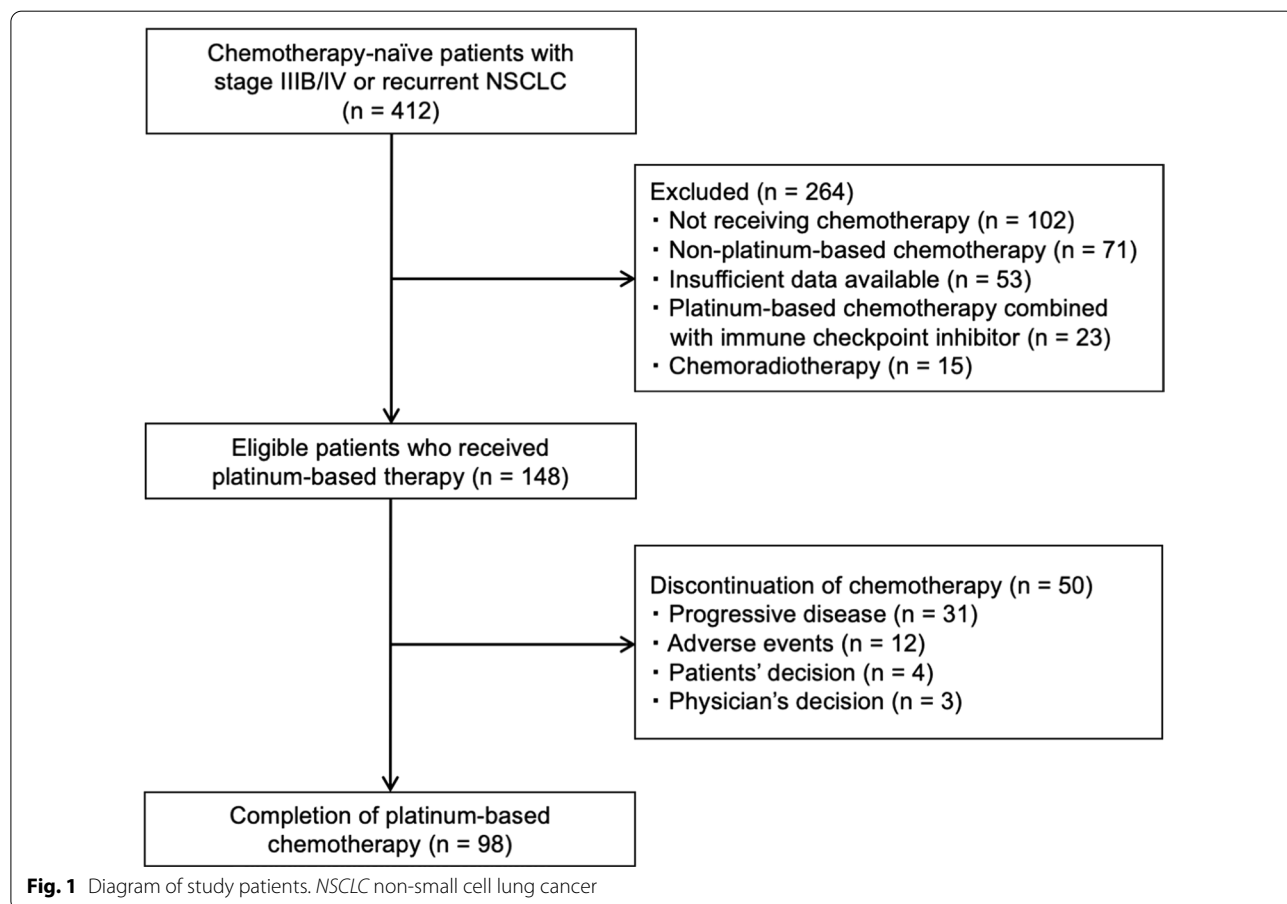 Chemotherapy-naïve patients with
stage IIIB/IV or recurrent NSCLC
(n = 412)
Excluded (n = 264)
・Not receiving chemotherapy (n = 102)
・Non-platinum-based chemotherapy (n = 71)
・Insufficient data available (n = 53)
・Platinum-based chemotherapy combined
with immune checkpoint inhibitor (n = 23)
・Chemoradiotherapy (n = 15)
Eligible patients who received
platinum-based therapy (n = 148)
Discontinuation of chemotherapy (n = 50)
・Progressive disease (n = 31)
・Adverse events (n = 12)
・Patients’ decision (n = 4)
・Physician’s decision (n = 3)
Completion of platinum-based
chemotherapy (n = 98)
Fig. 1 Diagram of study patients. NSCLC non-small cell lung cancer